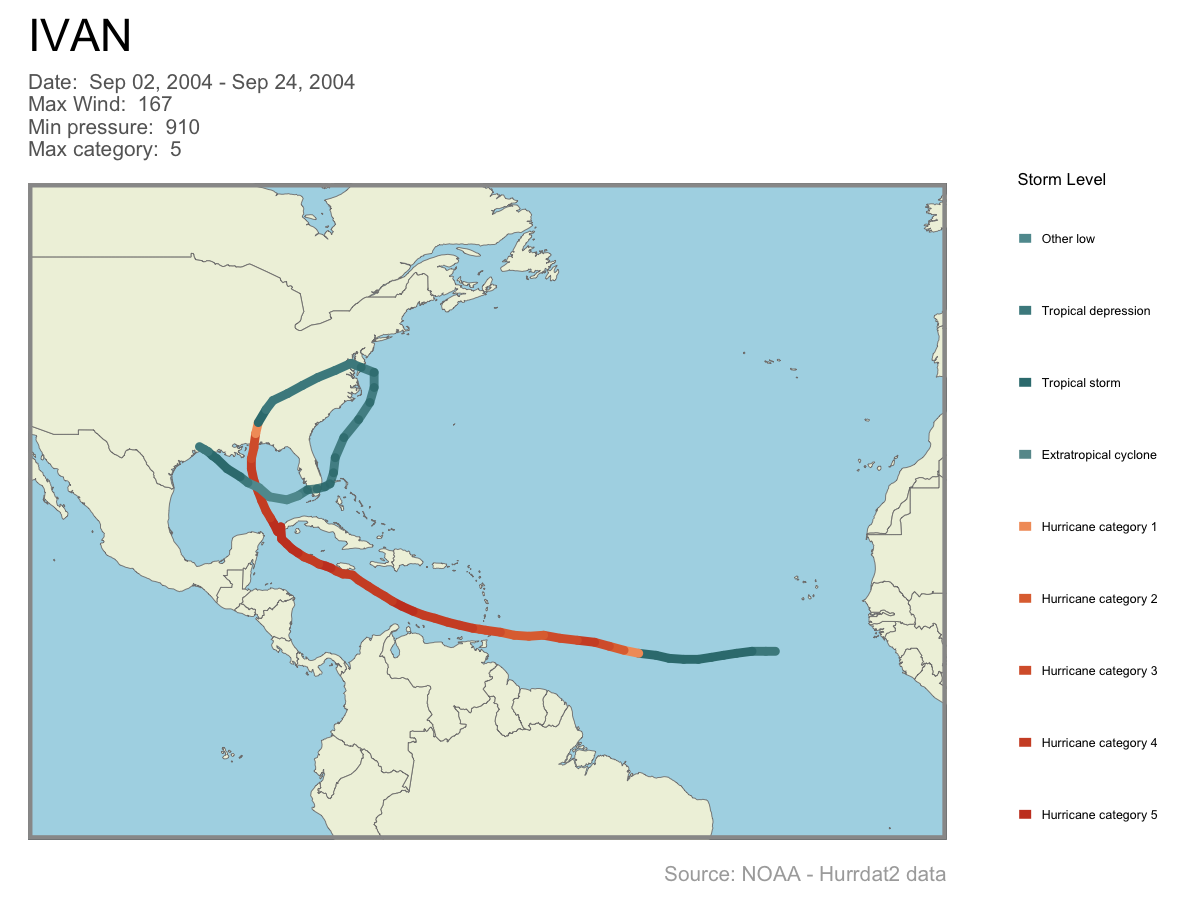 IVAN
Date:  Sep 02, 2004 - Sep 24, 2004
Max Wind:  167
Min pressure:  910
Max category:  5
Storm Level
Other low
Tropical depression
Tropical storm
Extratropical cyclone
Hurricane category 1
Hurricane category 2
Hurricane category 3
Hurricane category 4
Hurricane category 5
Source: NOAA - Hurrdat2 data